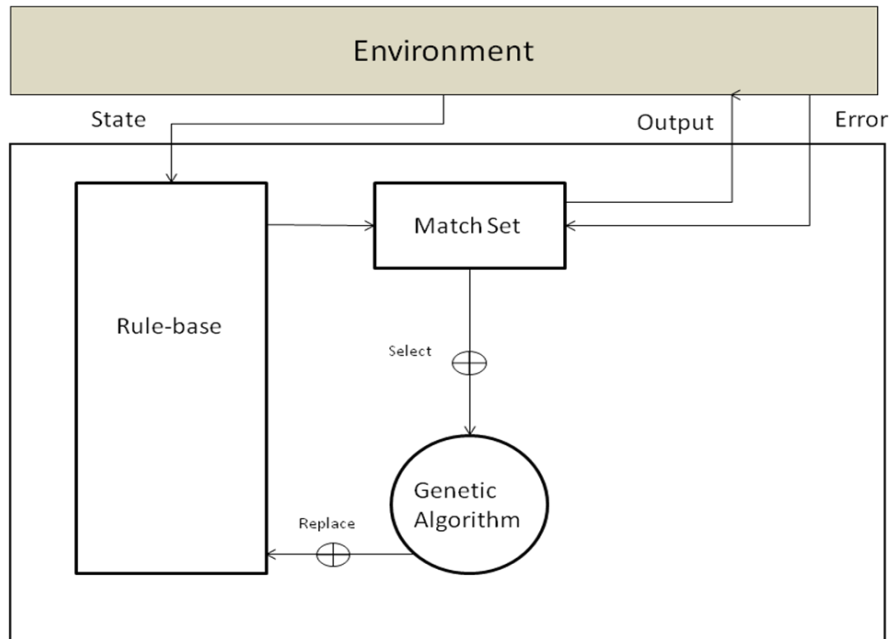 Environment
State
Output
Error
Match Set
Rule-base
Select
Genetic
Algorithm
Replace